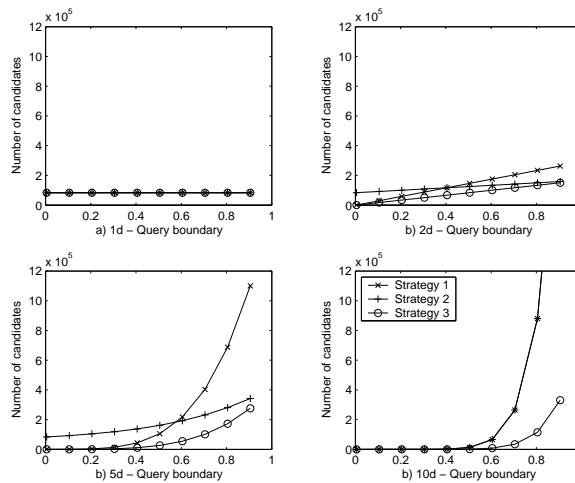 x 10^5
12
10
8
6
4
2
0
Number of candidates
0 0.2 0.4 0.6 0.8 1
a) 1d – Query boundary
x 10^5
12
10
8
6
4
2
0
Number of candidates
0 0.2 0.4 0.6 0.8 1
b) 2d – Query boundary
x 10^5
12
10
8
6
4
2
0
Number of candidates
0 0.2 0.4 0.6 0.8 1
b) 5d – Query boundary
x 10^5
12
10
8
6
4
2
0
Number of candidates
Strategy 1
Strategy 2
Strategy 3
0 0.2 0.4 0.6 0.8 1
b) 10d – Query boundary